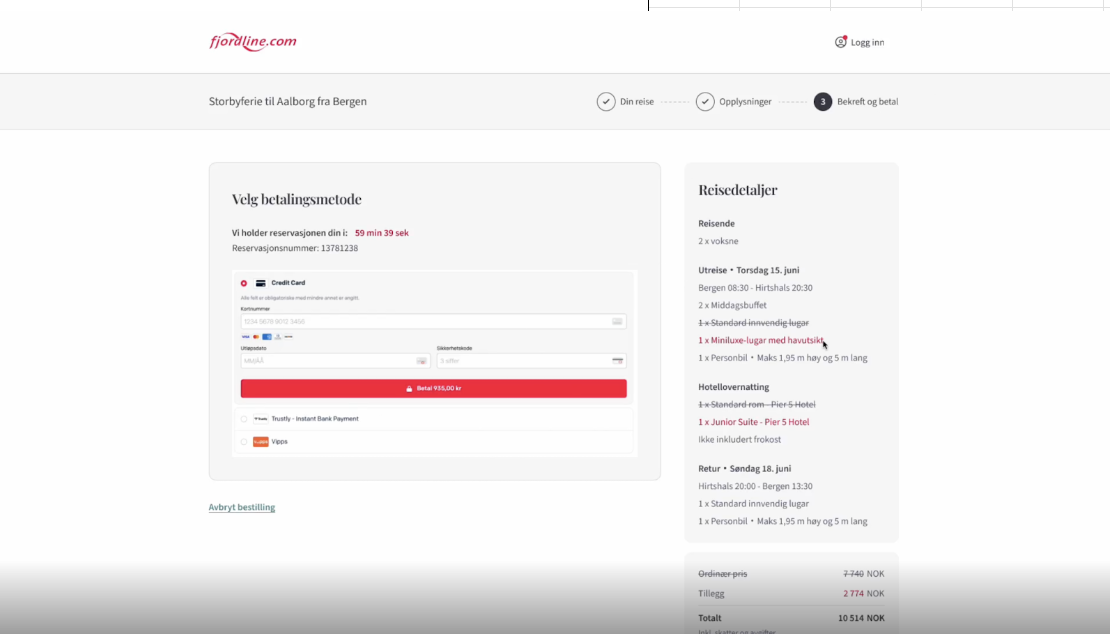 fjordline.com
Logg inn
Storbyferie til Aalborg fra Bergen
Din reise
Opplysninger
3 Bekreft og betal
Velg betalingsmetode
Vi holder reservasjonen din i: 59 min 39 sek
Reservasjonsnummer: 13781238
Credit Card
Alle felt er obligatoriske med mindre annet er angitt.
Kortnummer
1234 5678 9012 3456
VISA
Utløpsdato
Sikkerhetskode
MM/ÅÅ
3 sifre
Betal 935,00 kr
Trustly - Instant Bank Payment
Vipps
Avbryt bestilling
Reisedetaljer
Reisende
2 x voksne
Utreise • Torsdag 15. juni
Bergen 08:30 - Hirtshals 20:30
2 x Middagsbuffet
1 x Standard innvendig lugar
1 x Miniluxe-lugar med havutsikt
1 x Personbil • Maks 1,95 m høy og 5 m lang
Hotellovernatting
1 x Standard rom - Pier 5 Hotel
1 x Junior Suite - Pier 5 Hotel
Ikke inkludert frokost
Retur • Søndag 18. juni
Hirtshals 20:00 - Bergen 13:30
1 x Standard innvendig lugar
1 x Personbil • Maks 1,95 m høy og 5 m lang
Ordinær pris 7 740 NOK
Tillegg 2 774 NOK
Totalt 10 514 NOK
Inkl. skatter og avgifter